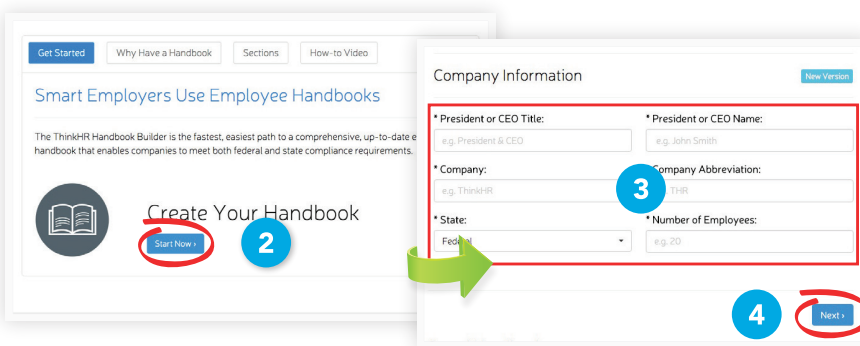 Get Started
Why Have a Handbook
Sections
How-to Video
Smart Employers Use Employee Handbooks
The ThinkHR Handbook Builder is the fastest, easiest path to a comprehensive, up-to-date e
handbook that enables companies to meet both federal and state compliance requirements.
Create Your Handbook
Start Now ›
2
Company Information
New Version
* President or CEO Title:
* President or CEO Name:
e.g. President & CEO
e.g. John Smith
* Company:
Company Abbreviation:
e.g. ThinkHR
THR
3
* State:
* Number of Employees:
Federal
e.g. 20
4
Next ›